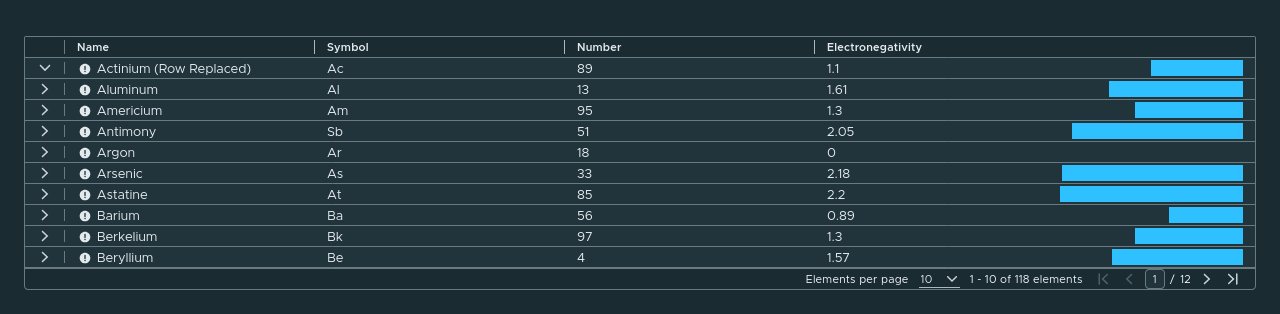 Name Symbol Number Electronegativity
Actinium (Row Replaced) Ac 89 1.1
Aluminum Al 13 1.61
Americium Am 95 1.3
Antimony Sb 51 2.05
Argon Ar 18 0
Arsenic As 33 2.18
Astatine At 85 2.2
Barium Ba 56 0.89
Berkelium Bk 97 1.3
Beryllium Be 4 1.57
Elements per page 10 1 - 10 of 118 elements 1 / 12